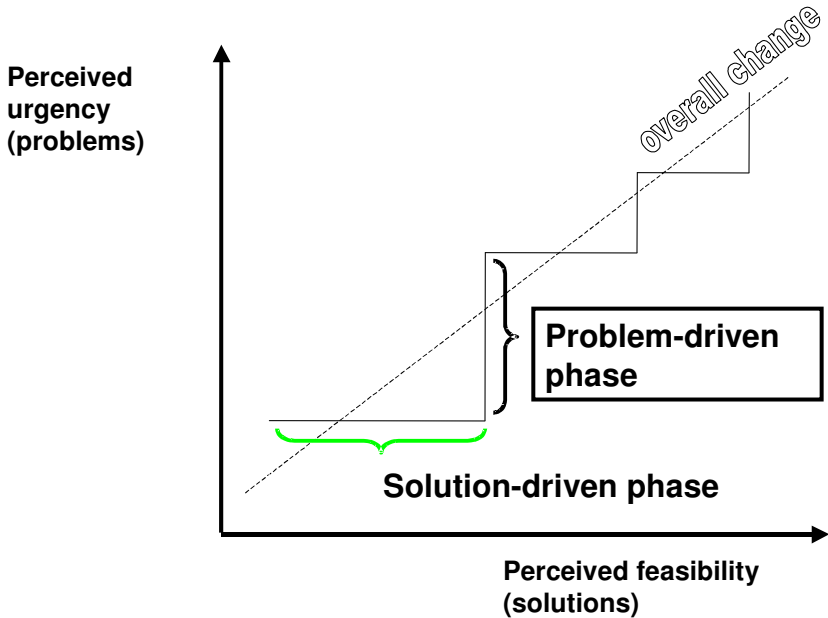 Perceived
urgency
(problems)
overall change
Problem-driven
phase
Solution-driven phase
Perceived feasibility
(solutions)